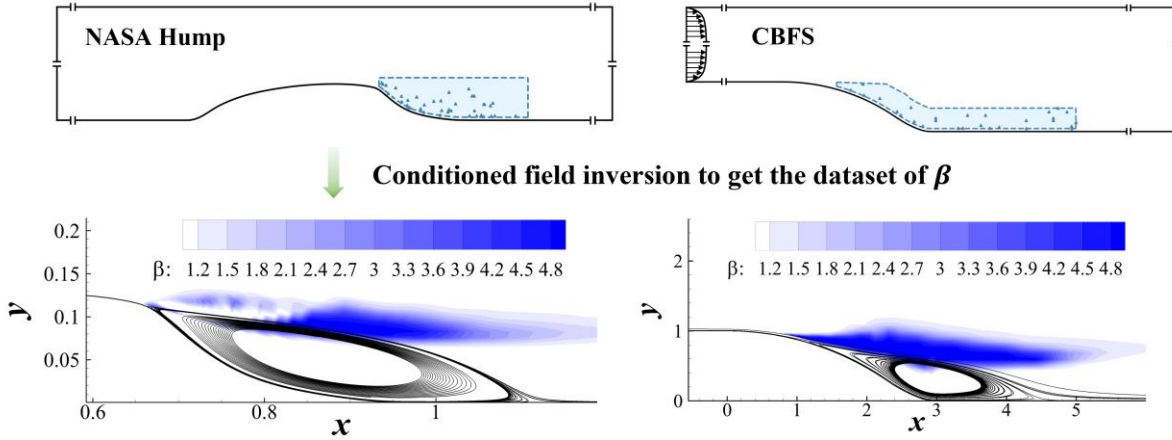 NASA Hump
CBFS
Conditioned field inversion to get the dataset of β
0.2
0.15
0.1
0.05
0
y
β: 1.2 1.5 1.8 2.1 2.4 2.7 3 3.3 3.6 3.9 4.2 4.5 4.8
0.6 0.8 1
x
2
1
0
y
β: 1.2 1.5 1.8 2.1 2.4 2.7 3 3.3 3.6 3.9 4.2 4.5 4.8
0 1 2 3 4 5
x